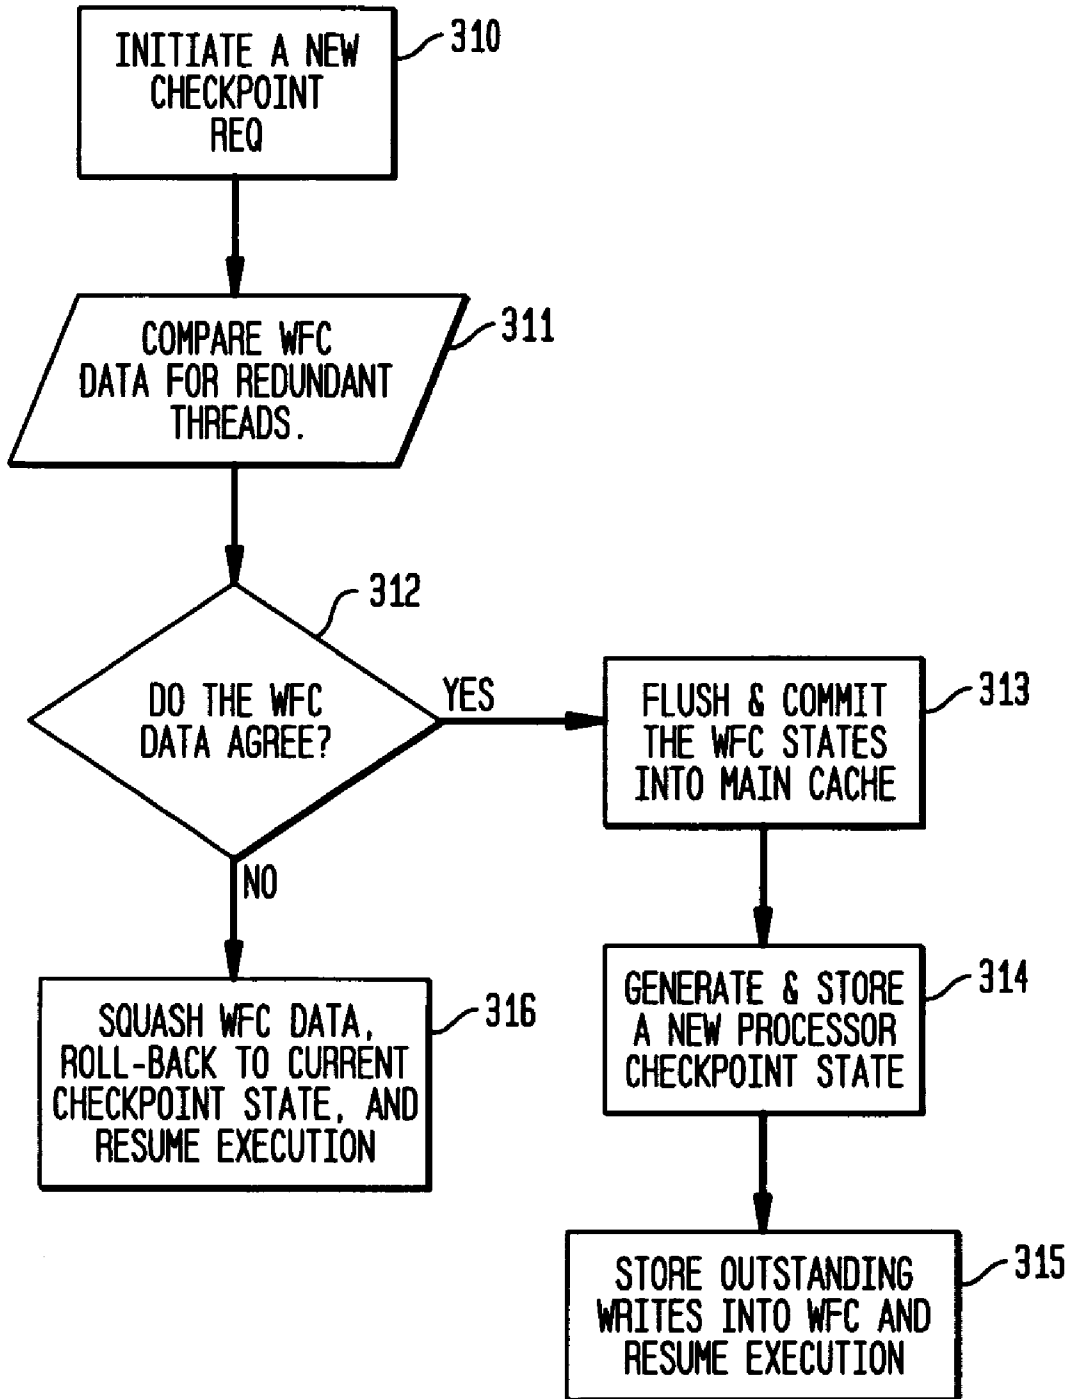 INITIATE A NEW
CHECKPOINT
REQ
310
COMPARE WFC
DATA FOR REDUNDANT
THREADS.
311
312
DO THE WFC
DATA AGREE?
YES
NO
FLUSH & COMMIT
THE WFC STATES
INTO MAIN CACHE
313
GENERATE & STORE
A NEW PROCESSOR
CHECKPOINT STATE
314
SQUASH WFC DATA,
ROLL-BACK TO CURRENT
CHECKPOINT STATE, AND
RESUME EXECUTION
316
STORE OUTSTANDING
WRITES INTO WFC AND
RESUME EXECUTION
315